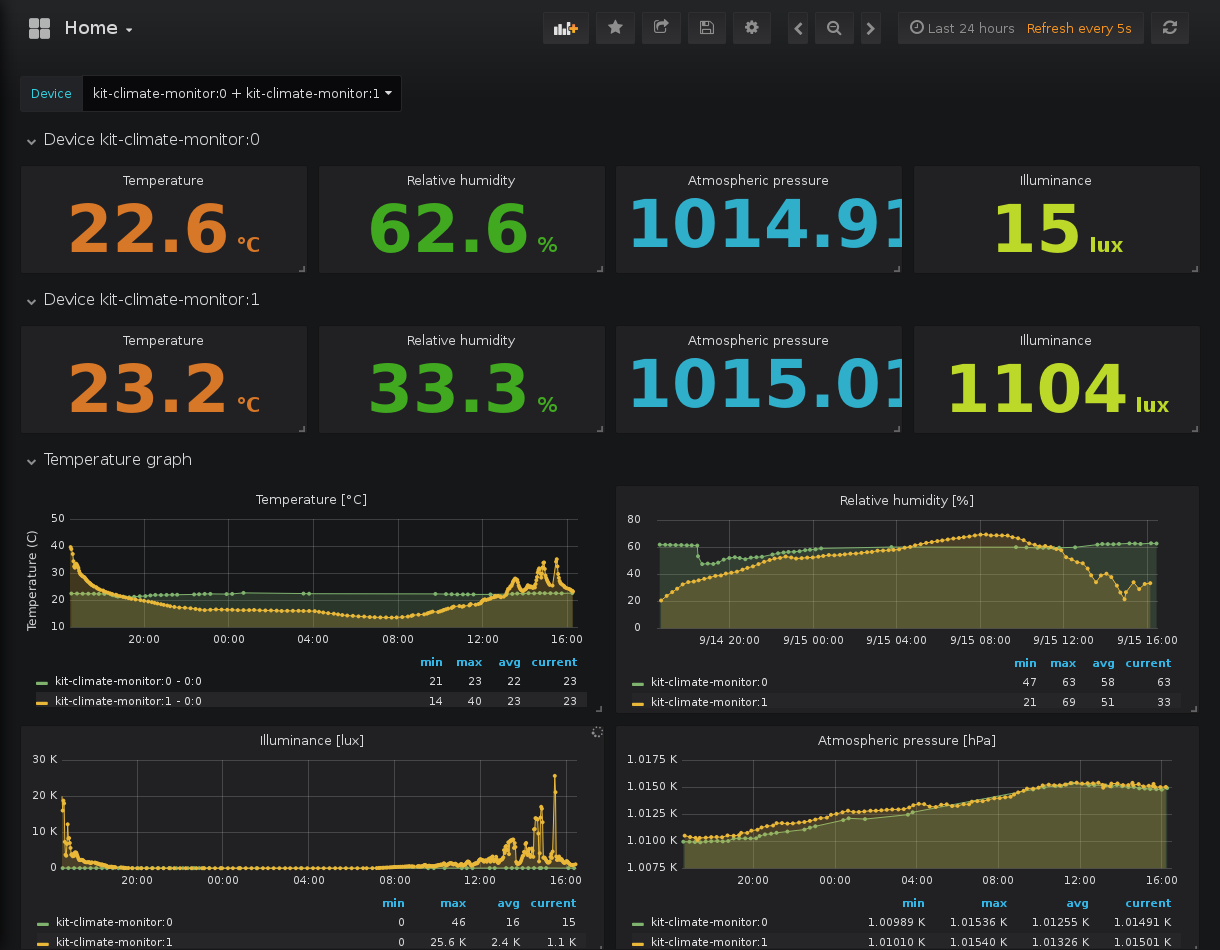 Home
Last 24 hours Refresh every 5s
Device kit-climate-monitor:0 + kit-climate-monitor:1
Device kit-climate-monitor:0
Temperature
22.6 °C
Relative humidity
62.6 %
Atmospheric pressure
1014.91
Illuminance
15 lux
Device kit-climate-monitor:1
Temperature
23.2 °C
Relative humidity
33.3 %
Atmospheric pressure
1015.01
Illuminance
1104 lux
Temperature graph
Temperature [°C]
Temperature (C)
50
40
30
20
10
20:00 00:00 04:00 08:00 12:00 16:00
min max avg current
kit-climate-monitor:0 - 0:0 21 23 22 23
kit-climate-monitor:1 - 0:0 14 40 23 23
Relative humidity [%]
80
60
40
20
0
9/14 20:00 9/15 00:00 9/15 04:00 9/15 08:00 9/15 12:00 9/15 16:00
min max avg current
kit-climate-monitor:0 47 63 58 63
kit-climate-monitor:1 21 69 51 33
Illuminance [lux]
30 K
20 K
10 K
0
20:00 00:00 04:00 08:00 12:00 16:00
min max avg current
kit-climate-monitor:0 0 46 16 15
kit-climate-monitor:1 0 25.6 K 2.4 K 1.1 K
Atmospheric pressure [hPa]
1.0175 K
1.0150 K
1.0125 K
1.0100 K
1.0075 K
20:00 00:00 04:00 08:00 12:00 16:00
min max avg current
kit-climate-monitor:0 1.00989 K 1.01536 K 1.01255 K 1.01491 K
kit-climate-monitor:1 1.01010 K 1.01540 K 1.01326 K 1.01501 K